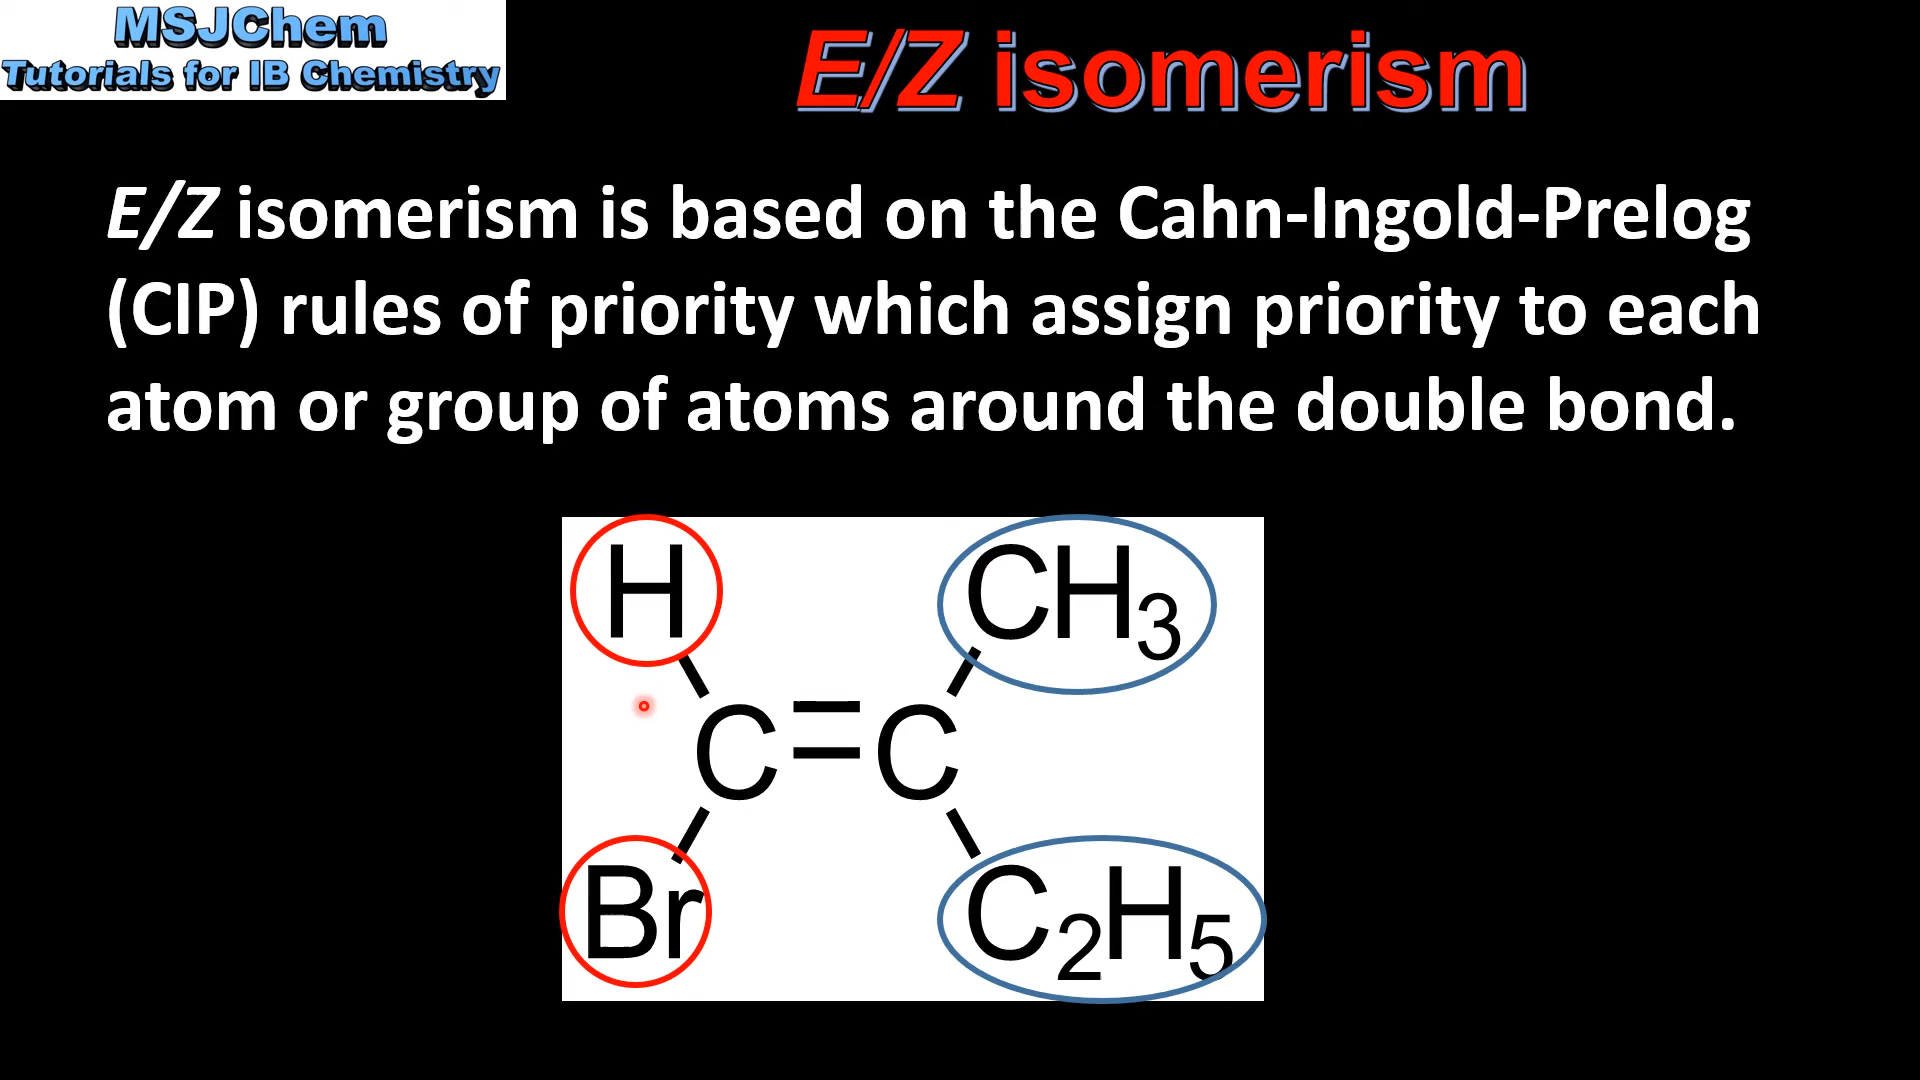 MSJChem
Tutorials for IB Chemistry
E/Z isomerism
E/Z isomerism is based on the Cahn-Ingold-Prelog
(CIP) rules of priority which assign priority to each
atom or group of atoms around the double bond.
H CH₃
C=C
Br C₂H₅